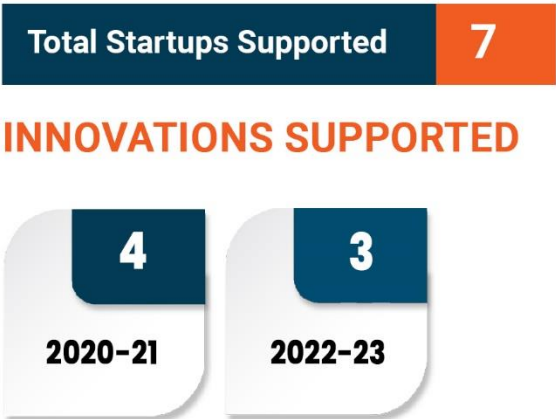 Total Startups Supported 7
INNOVATIONS SUPPORTED
4 3
2020-21 2022-23